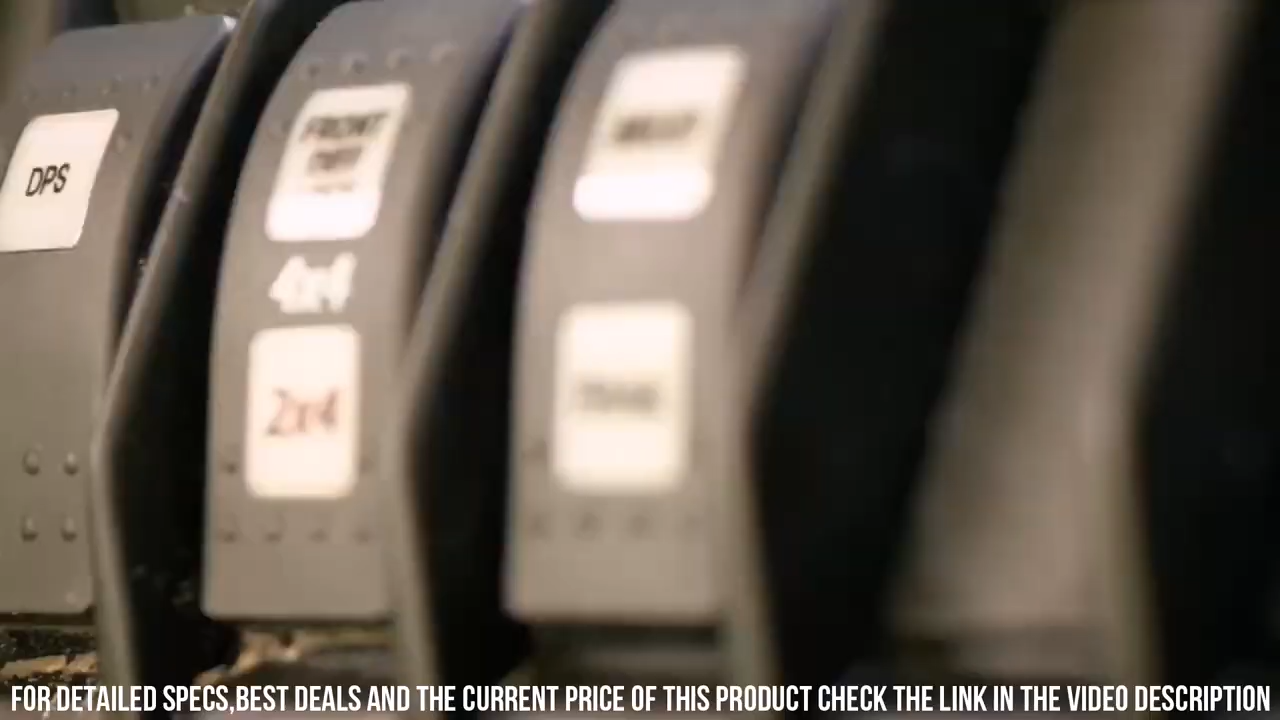 DPS
FRONT
4x4
2x4
FOR DETAILED SPECS,BEST DEALS AND THE CURRENT PRICE OF THIS PRODUCT CHECK THE LINK IN THE VIDEO DESCRIPTION